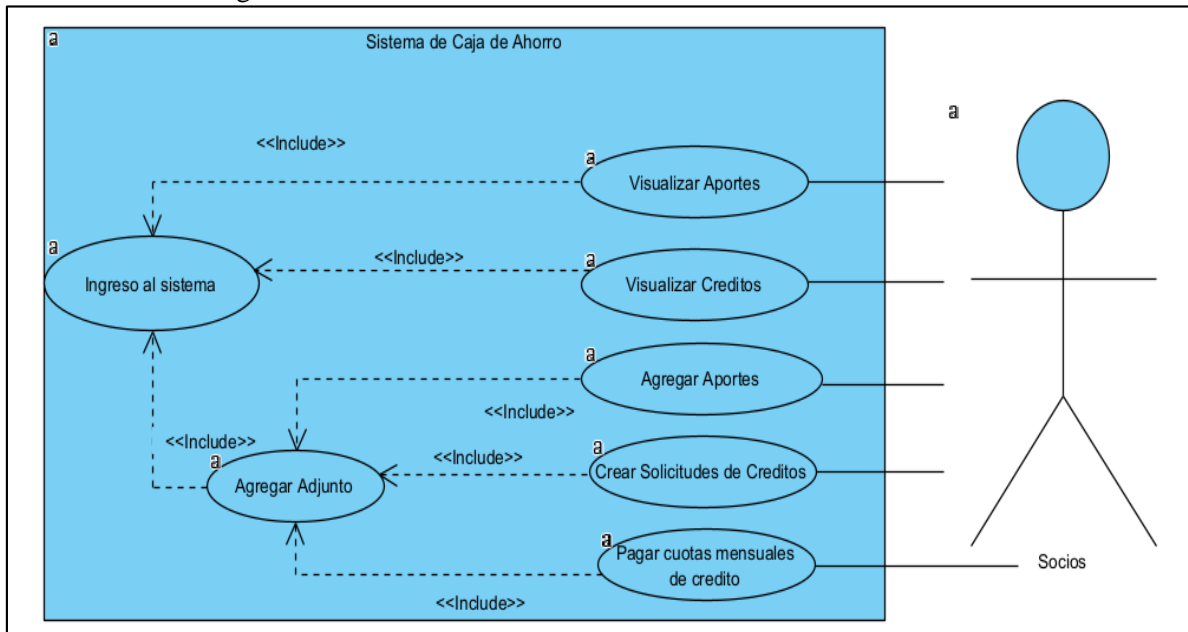 a
Sistema de Caja de Ahorro
a
<<Include>>
a
Visualizar Aportes
a
Ingreso al sistema
<<Include>>
a
Visualizar Creditos
a
Agregar Aportes
<<Include>>
<<Include>>
a
Agregar Adjunto
<<Include>>
a
Crear Solicitudes de Creditos
a
Pagar cuotas mensuales
de credito
<<Include>>
Socios